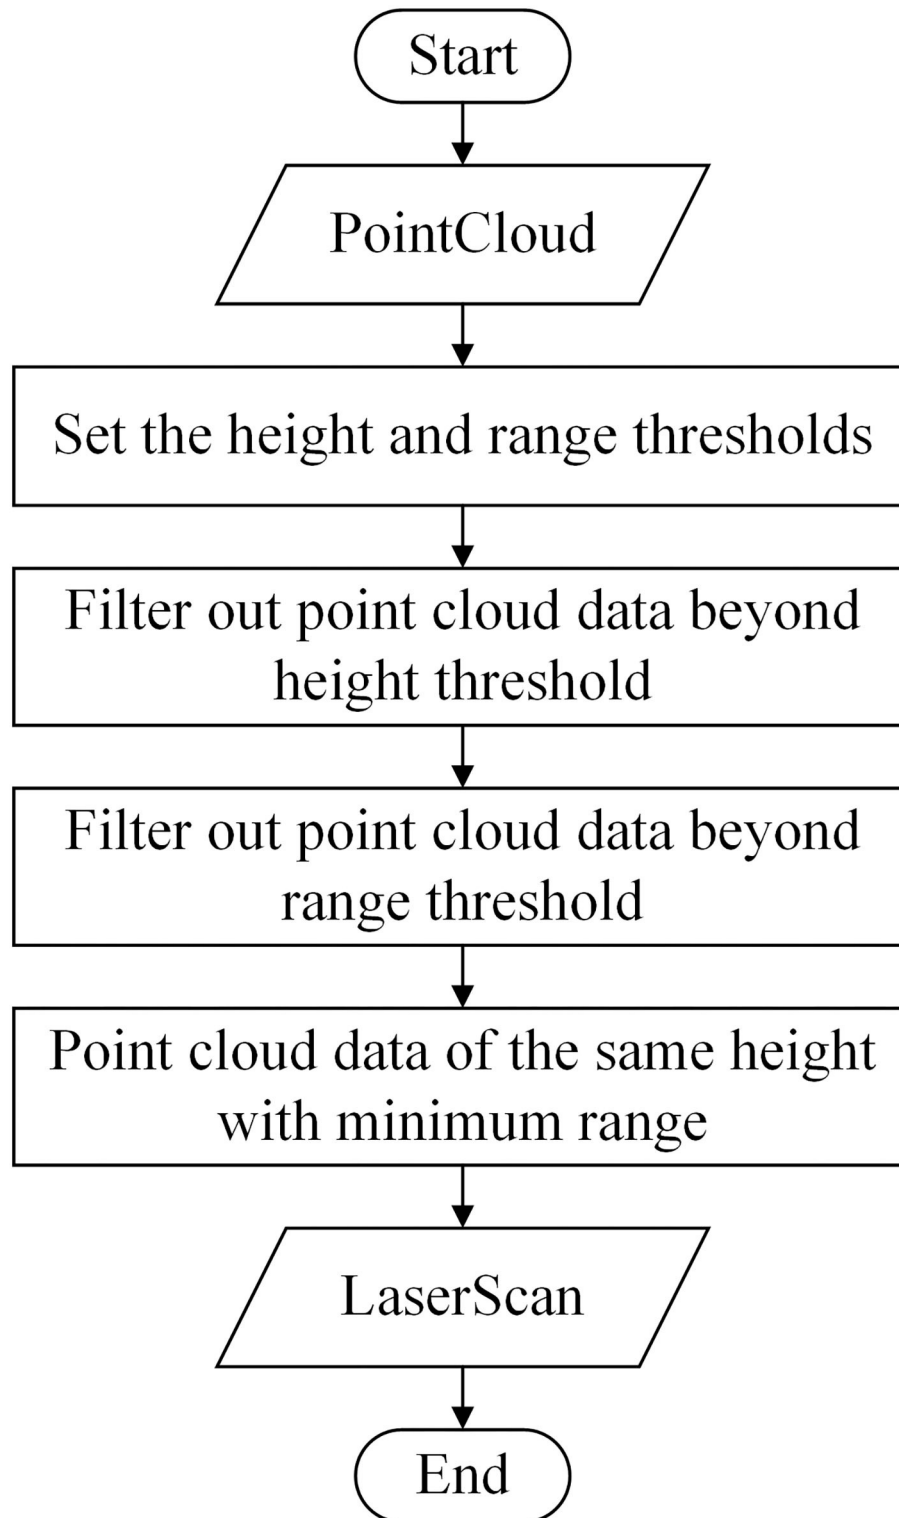 Start
PointCloud
Set the height and range thresholds
Filter out point cloud data beyond
height threshold
Filter out point cloud data beyond
range threshold
Point cloud data of the same height
with minimum range
LaserScan
End